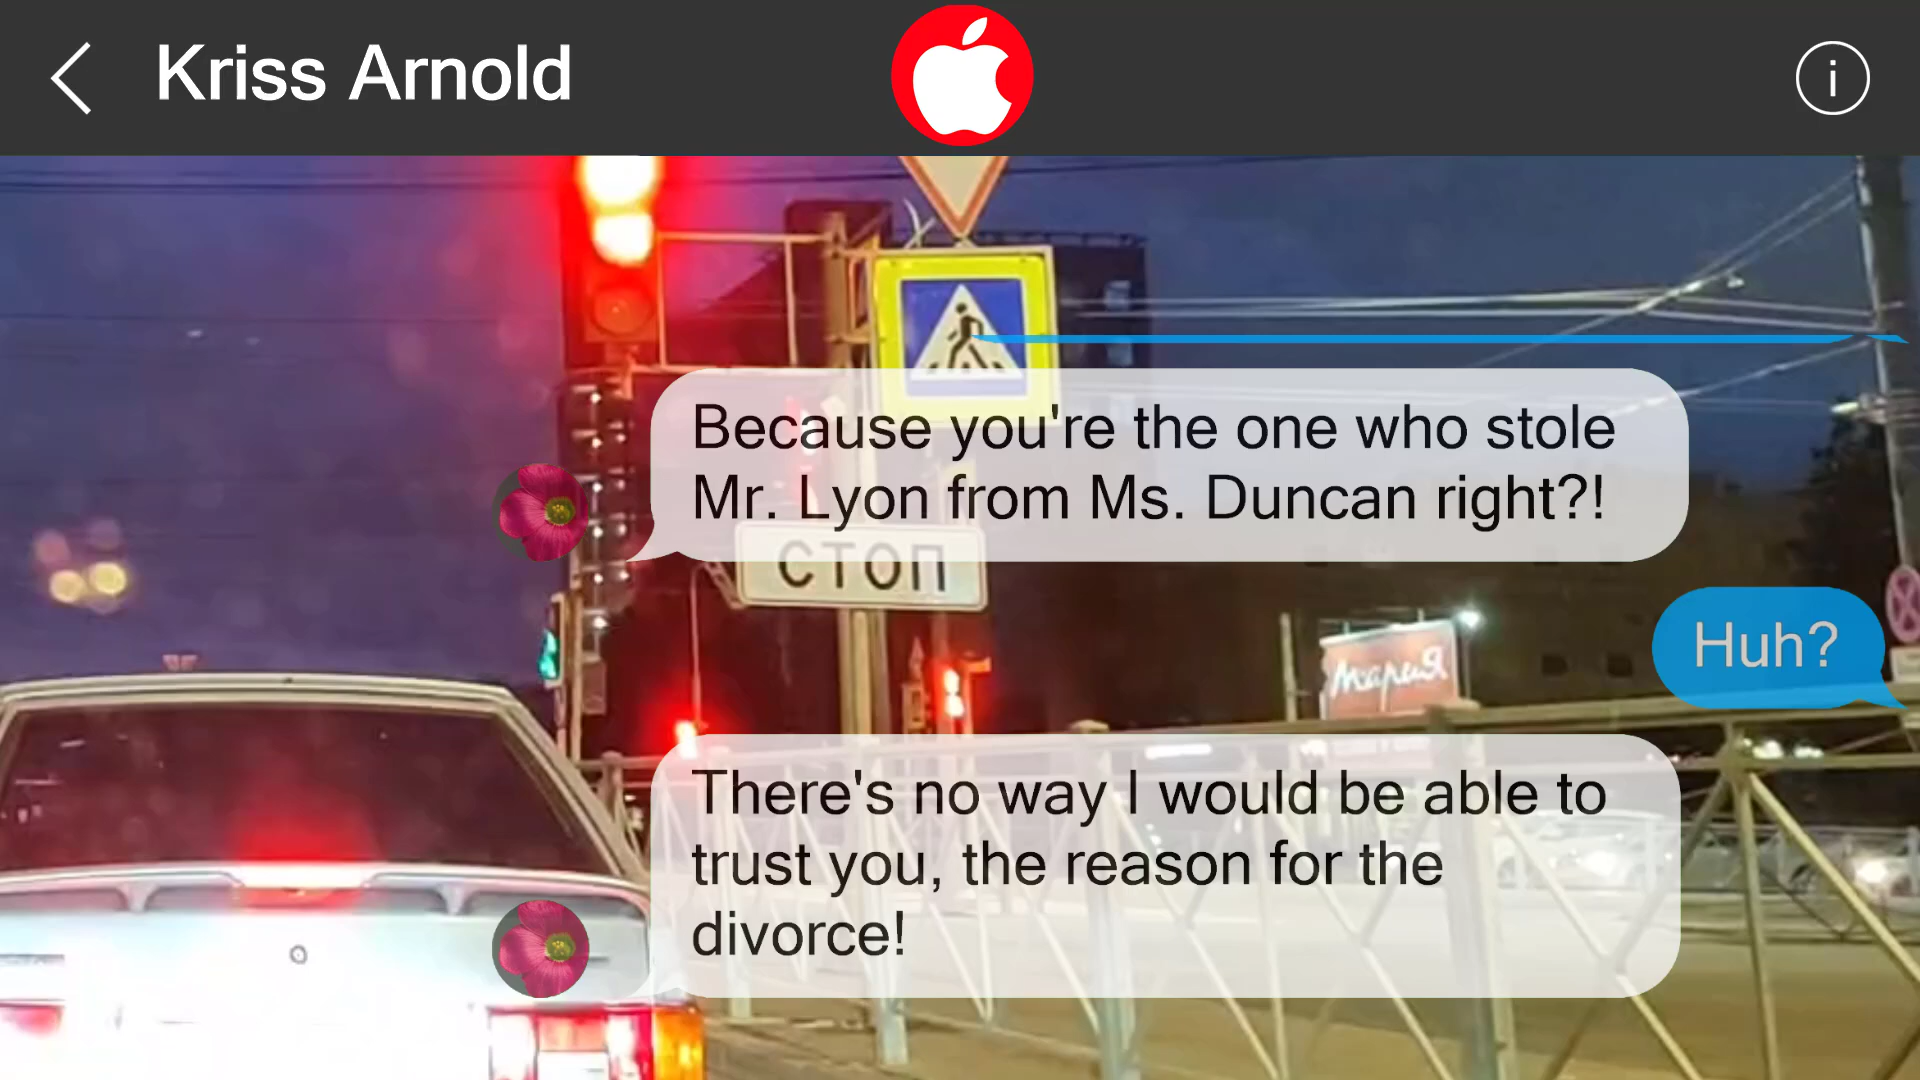 Kriss Arnold
i
Because you're the one who stole
Mr. Lyon from Ms. Duncan right?!
СТОП
Huh?
Мария
There's no way I would be able to
trust you, the reason for the
divorce!